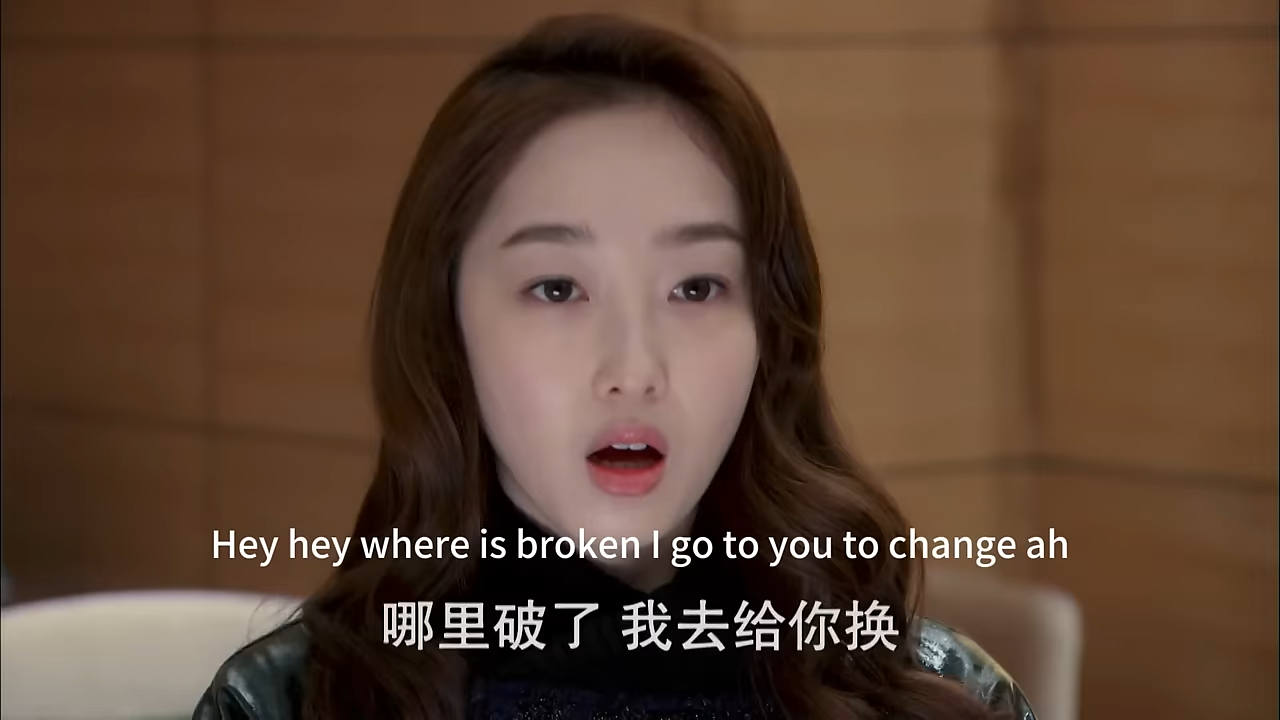 Hey hey where is broken I go to you to change ah
哪里破了 我去给你换